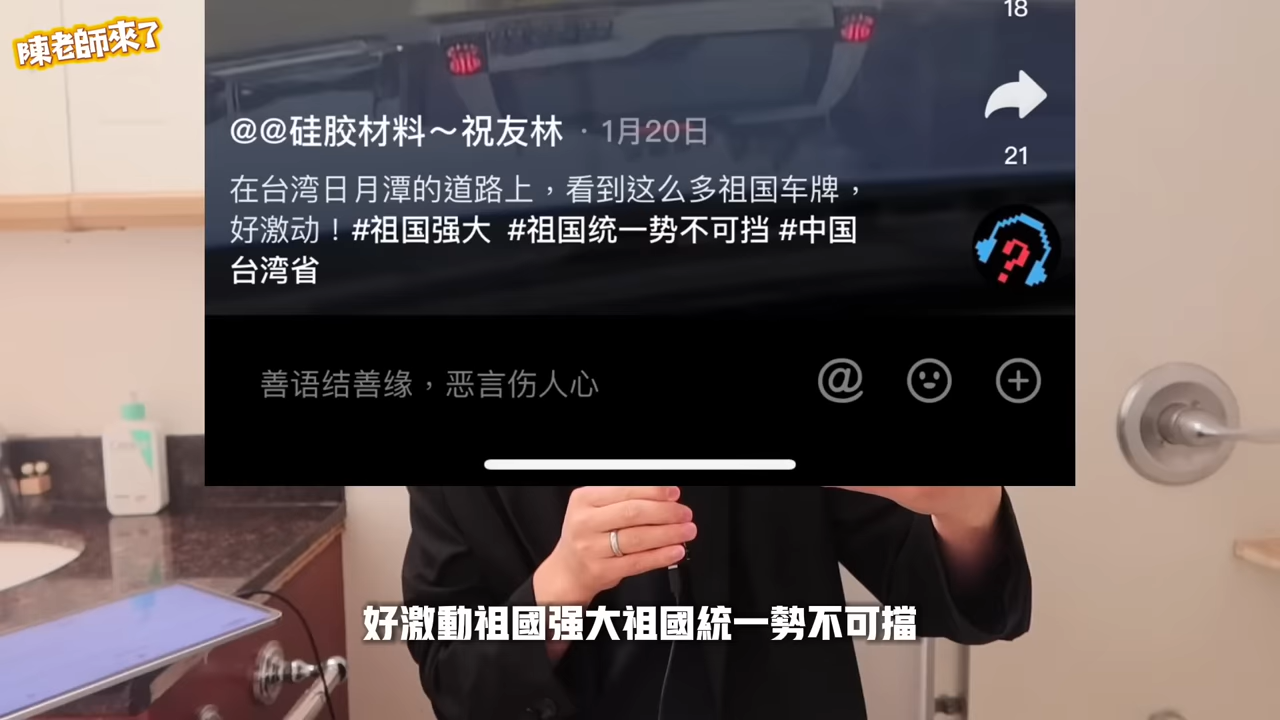 陳老師來了
18
@@硅胶材料～祝友林 · 1月20日
21
在台湾日月潭的道路上，看到这么多祖国车牌，
好激动！#祖国强大 #祖国统一势不可挡 #中国
台湾省
善语结善缘，恶言伤人心
好激動祖國强大祖國統一勢不可擋